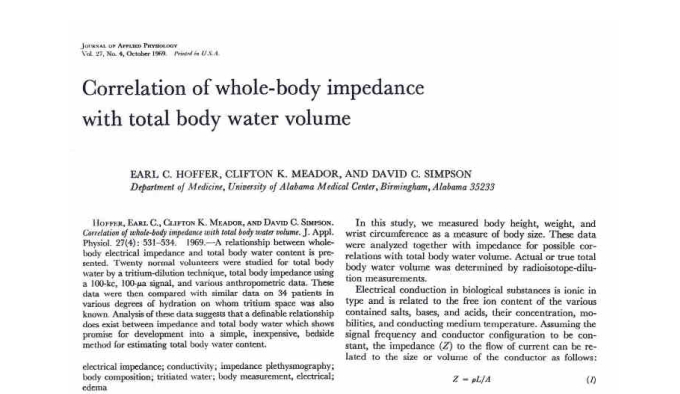 JOURNAL OF APPLIED PHYSIOLOGY
Vol. 27, No. 4, October 1969. Printed in U.S.A.
Correlation of whole-body impedance
with total body water volume
EARL C. HOFFER, CLIFTON K. MEADOR, AND DAVID C. SIMPSON
Department of Medicine, University of Alabama Medical Center, Birmingham, Alabama 35233
HOFFER, EARL C., CLIFTON K. MEADOR, AND DAVID C. SIMPSON.
Correlation of whole-body impedance with total body water volume. J. Appl.
Physiol. 27(4): 531-534. 1969.—A relationship between whole-
body electrical impedance and total body water content is pre-
sented. Twenty normal volunteers were studied for total body
water by a tritium-dilution technique, total body impedance using
a 100-kc, 100-μa signal, and various anthropometric data. These
data were then compared with similar data on 34 patients in
various degrees of hydration on whom tritium space was also
known. Analysis of these data suggests that a definable relationship
does exist between impedance and total body water which shows
promise for development into a simple, inexpensive, bedside
method for estimating total body water content.
electrical impedance; conductivity; impedance plethysmography;
body composition; tritiated water; body measurement, electrical;
edema
In this study, we measured body height, weight, and
wrist circumference as a measure of body size. These data
were analyzed together with impedance for possible cor-
relations with total body water volume. Actual or true total
body water volume was determined by radioisotope-dilu-
tion measurements.
Electrical conduction in biological substances is ionic in
type and is related to the free ion content of the various
contained salts, bases, and acids, their concentration, mo-
bilities, and conducting medium temperature. Assuming the
signal frequency and conductor configuration to be con-
stant, the impedance (Z) to the flow of current can be re-
lated to the size or volume of the conductor as follows:
Z = ρL/A (1)